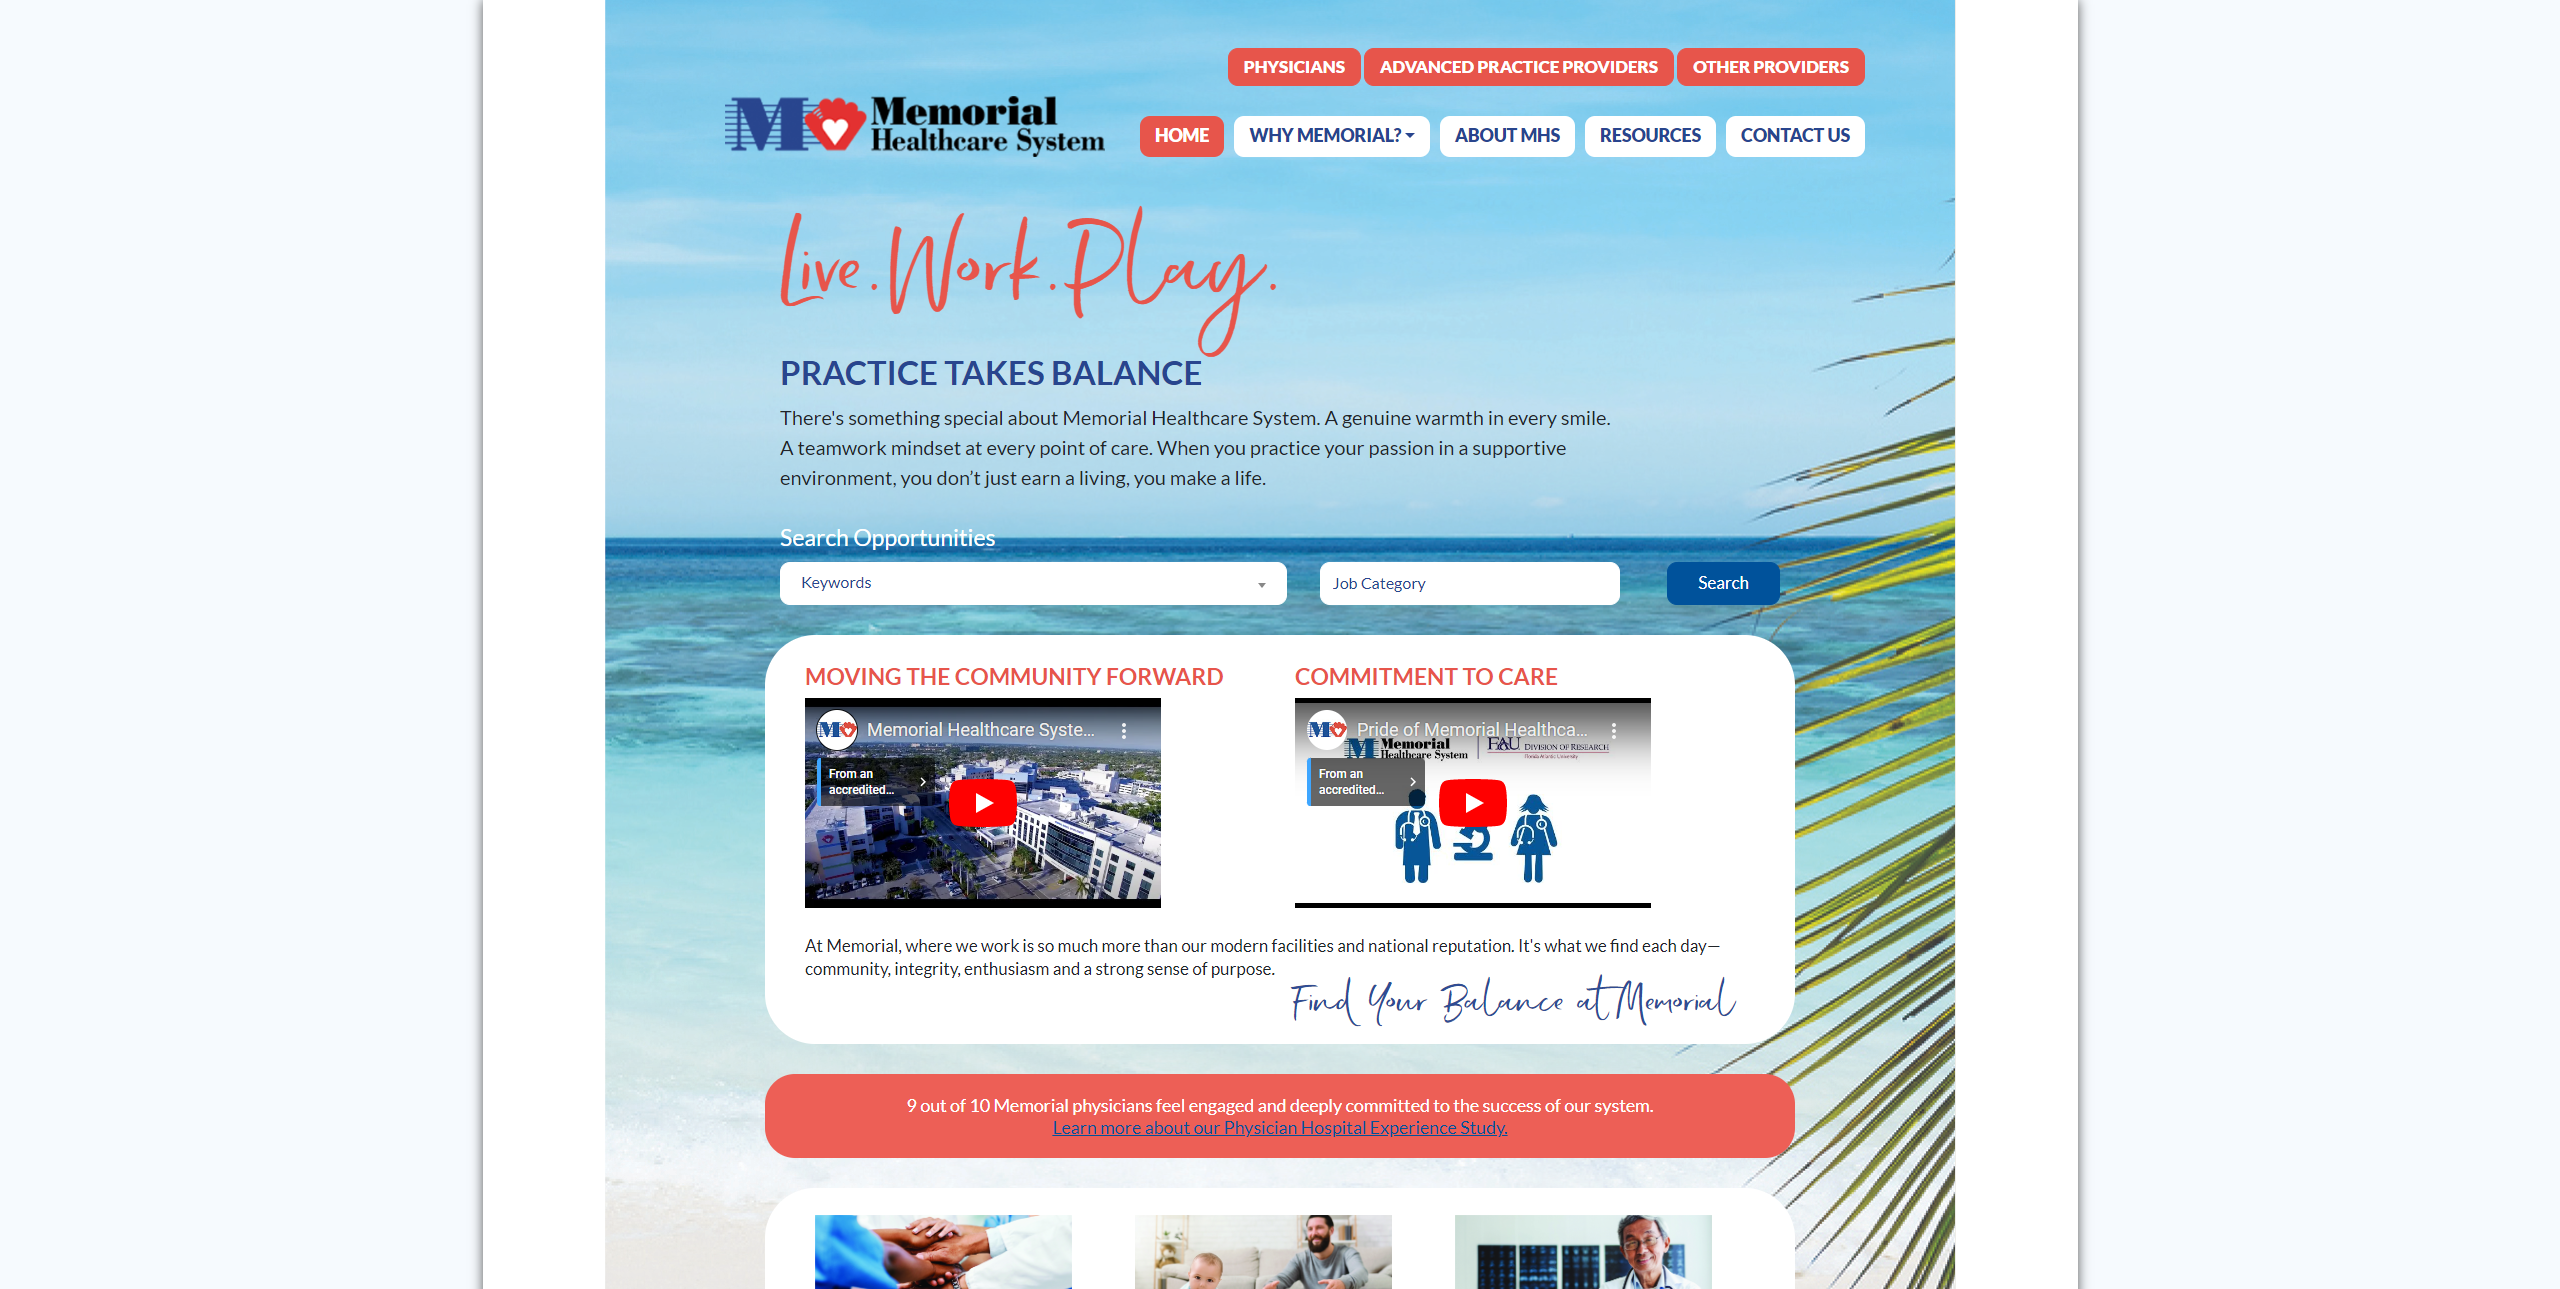 PHYSICIANS
ADVANCED PRACTICE PROVIDERS
OTHER PROVIDERS
M Memorial
Healthcare System
HOME
WHY MEMORIAL?
ABOUT MHS
RESOURCES
CONTACT US
Live. Work. Play.
PRACTICE TAKES BALANCE
There's something special about Memorial Healthcare System. A genuine warmth in every smile.
A teamwork mindset at every point of care. When you practice your passion in a supportive
environment, you don’t just earn a living, you make a life.
Search Opportunities
Keywords
Job Category
Search
MOVING THE COMMUNITY FORWARD
M Memorial Healthcare Syste...
From an
accredited...
COMMITMENT TO CARE
M Pride of Memorial Healthca...
M Memorial
Healthcare System
FAU DIVISION OF RESEARCH
Florida Atlantic University
From an
accredited...
At Memorial, where we work is so much more than our modern facilities and national reputation. It's what we find each day—
community, integrity, enthusiasm and a strong sense of purpose.
Find Your Balance at Memorial
9 out of 10 Memorial physicians feel engaged and deeply committed to the success of our system.
Learn more about our Physician Hospital Experience Study.